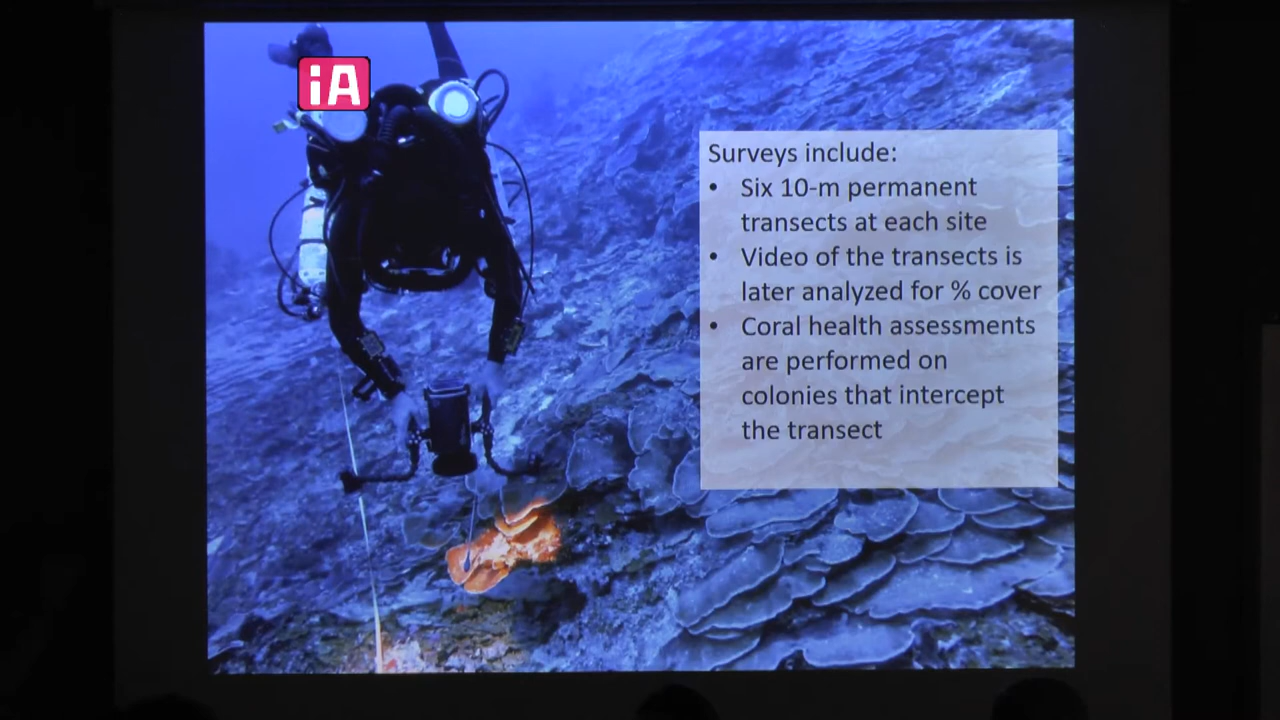 iA
Surveys include:
• Six 10-m permanent
transects at each site
• Video of the transects is
later analyzed for % cover
• Coral health assessments
are performed on
colonies that intercept
the transect